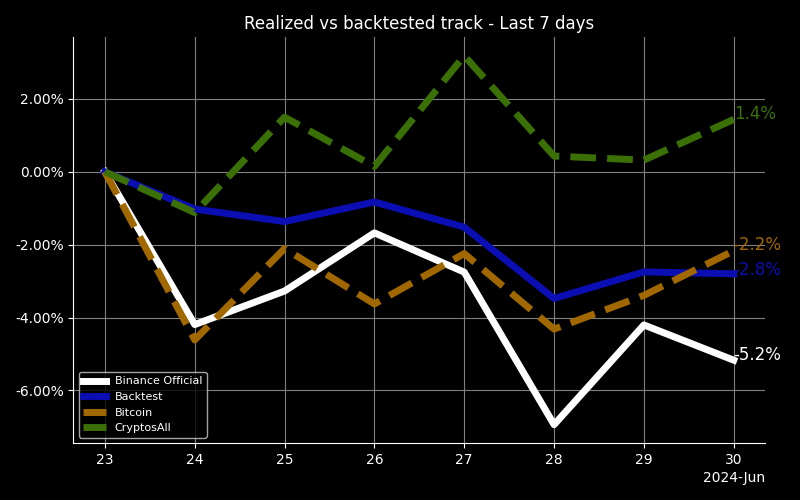 Realized vs backtested track - Last 7 days
2.00%
0.00%
-2.00%
-4.00%
-6.00%
1.4%
-2.2%
-2.8%
-5.2%
Binance Official
Backtest
Bitcoin
CryptosAll
23 24 25 26 27 28 29 30
2024-Jun